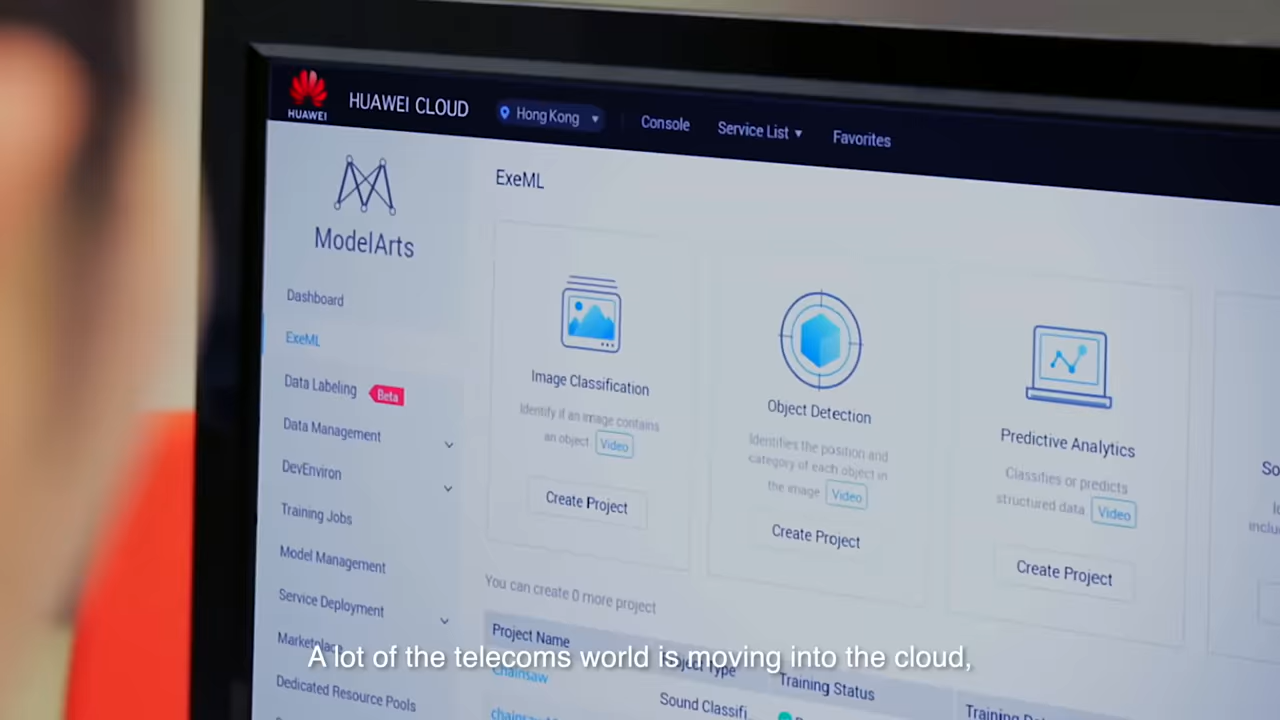 HUAWEI
HUAWEI CLOUD
Hong Kong
Console
Service List
Favorites
ModelArts
Dashboard
ExeML
Data Labeling
Beta
Data Management
DevEnviron
Training Jobs
Model Management
Service Deployment
Marketplace
Dedicated Resource Pools
ExeML
Image Classification
Identify if an image contains
an object. Video
Create Project
Object Detection
Identifies the position and
category of each object in
the image Video
Create Project
Predictive Analytics
Classifies or predicts
structured data Video
Create Project
You can create 0 more project
Project Name
Training Status
Training
Chainsaw
Sound Classifi...
A lot of the telecoms world is moving into the cloud,